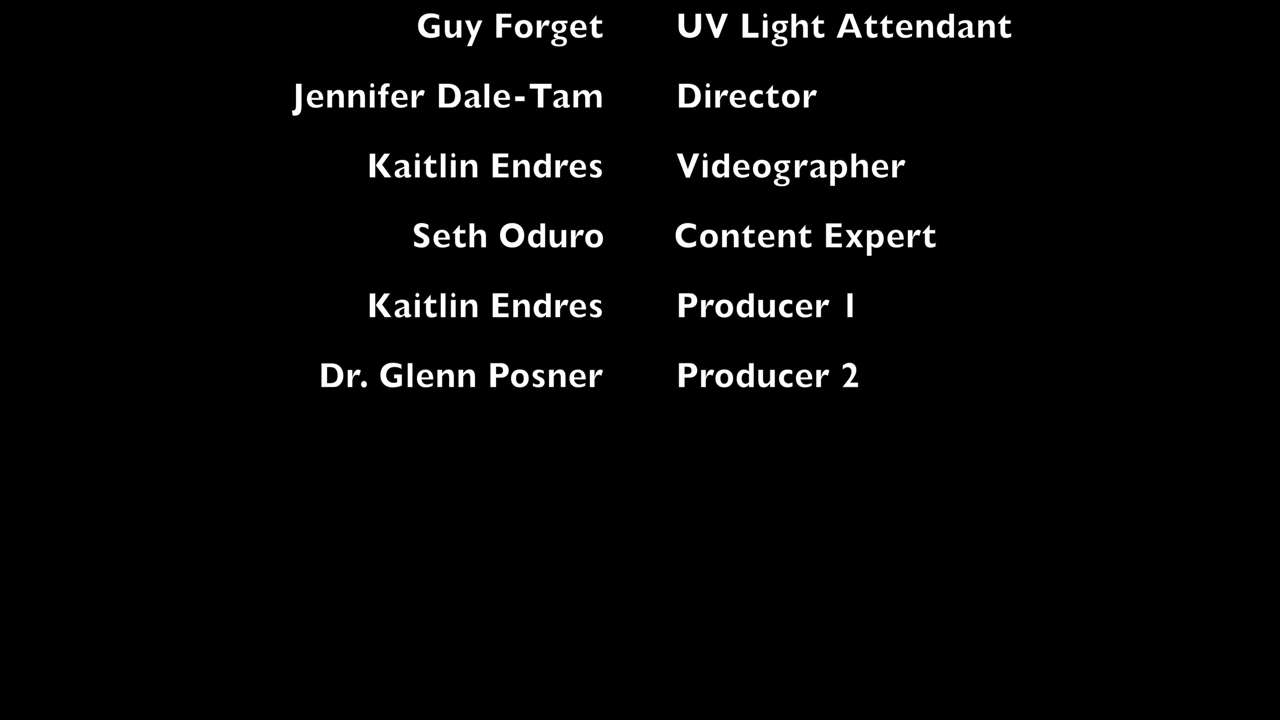 Guy Forget UV Light Attendant
Jennifer Dale-Tam Director
Kaitlin Endres Videographer
Seth Oduro Content Expert
Kaitlin Endres Producer 1
Dr. Glenn Posner Producer 2